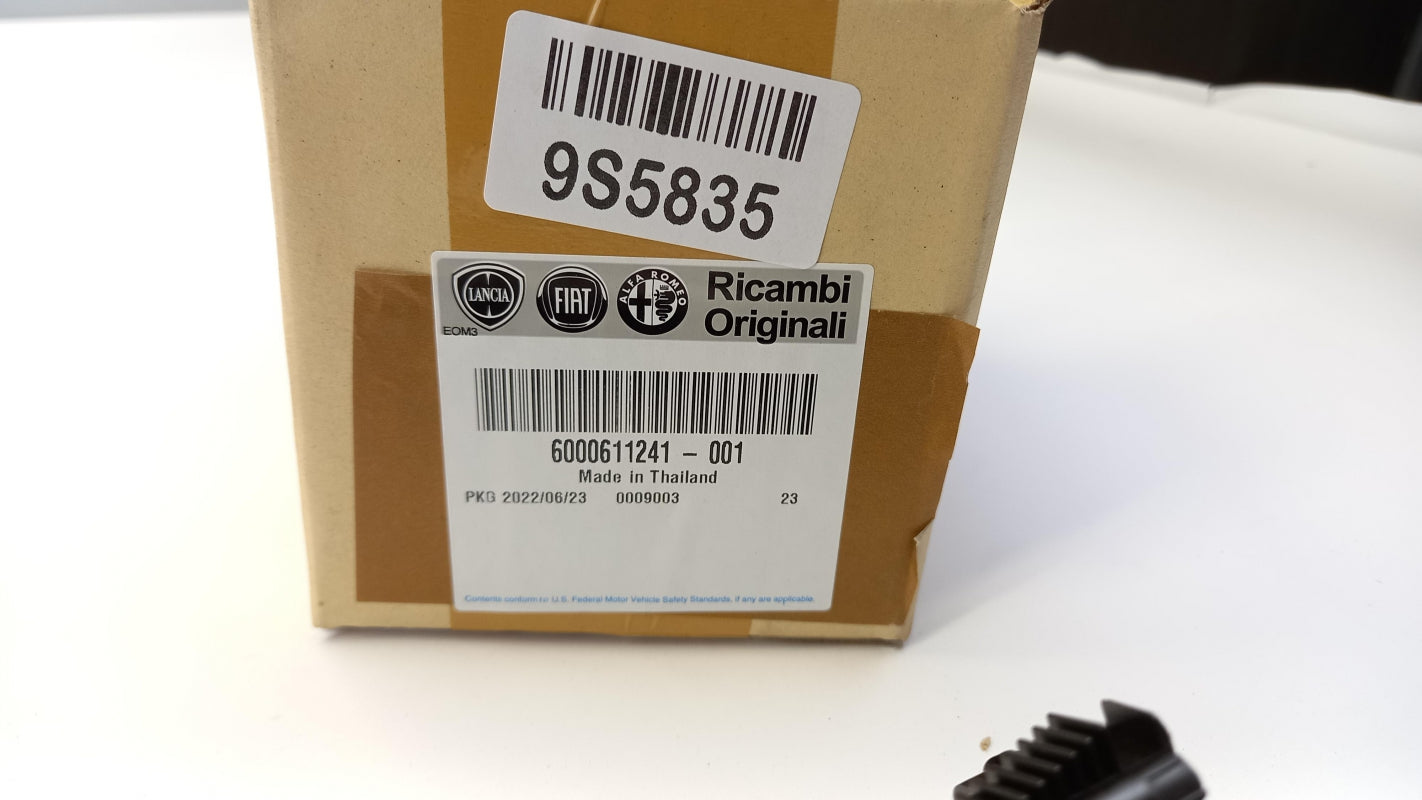 9S5835
LANCIA
FIAT
ALFA ROMEO
Ricambi
Originali
EOM3
6000611241 - 001
Made in Thailand
PKG 2022/06/23 0009003 23
Contents conform to U.S. Federal Motor Vehicle Safety Standards, if any are applicable.